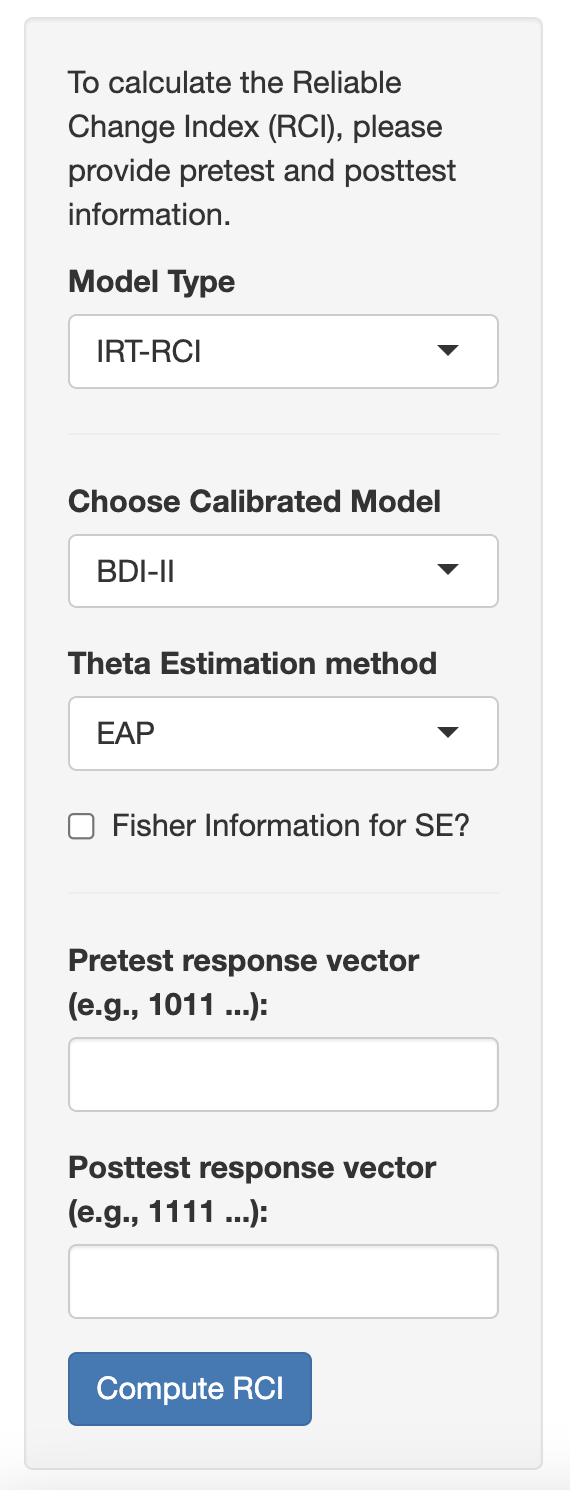 To calculate the Reliable
Change Index (RCI), please
provide pretest and posttest
information.
Model Type
IRT-RCI
Choose Calibrated Model
BDI-II
Theta Estimation method
EAP
Fisher Information for SE?
Pretest response vector
(e.g., 1011 ...):
Posttest response vector
(e.g., 1111 ...):
Compute RCI